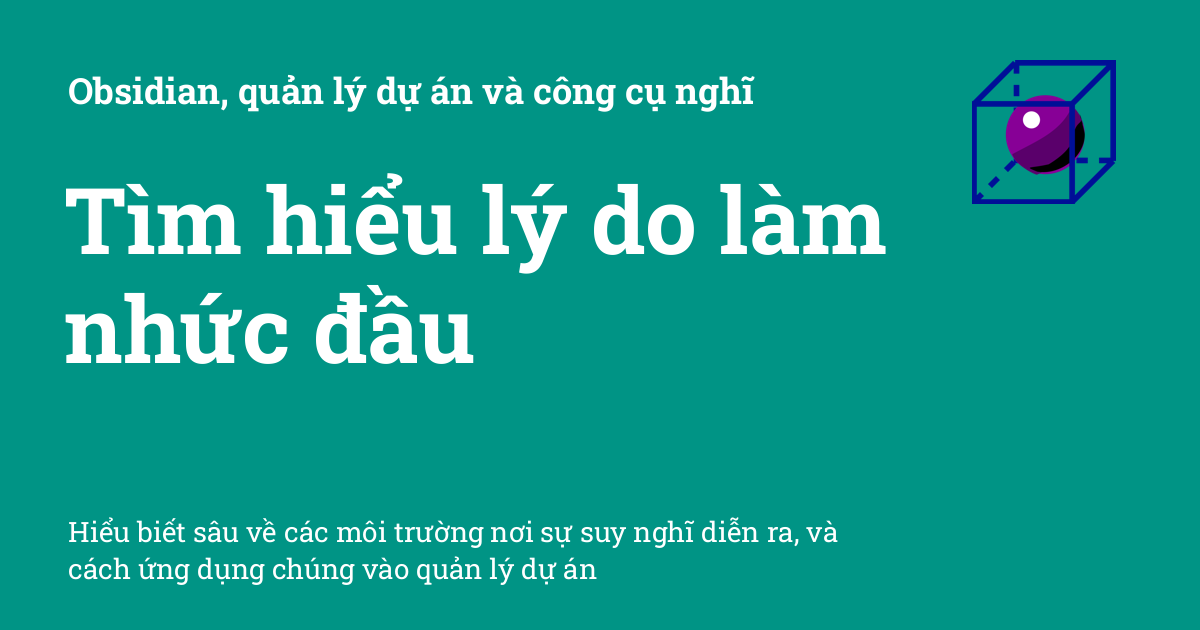 Obsidian, quản lý dự án và công cụ nghĩ
Tìm hiểu lý do làm
nhức đầu
Hiểu biết sâu về các môi trường nơi sự suy nghĩ diễn ra, và
cách ứng dụng chúng vào quản lý dự án